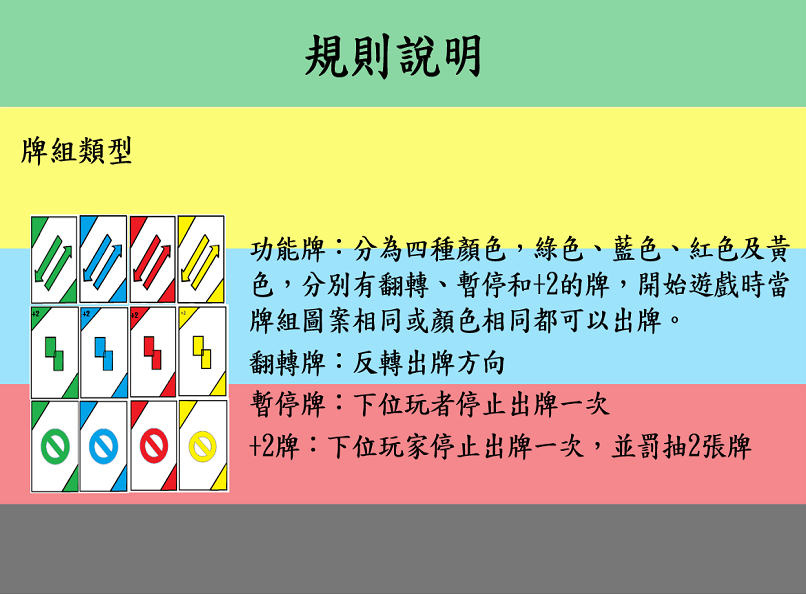 規則說明
牌組類型
功能牌：分為四種顏色，綠色、藍色、紅色及黃
色，分別有翻轉、暫停和+2的牌，開始遊戲時當
牌組圖案相同或顏色相同都可以出牌。
翻轉牌：反轉出牌方向
暫停牌：下位玩者停止出牌一次
+2牌：下位玩家停止出牌一次，並罰抽2張牌
+2 +2 +2 +2